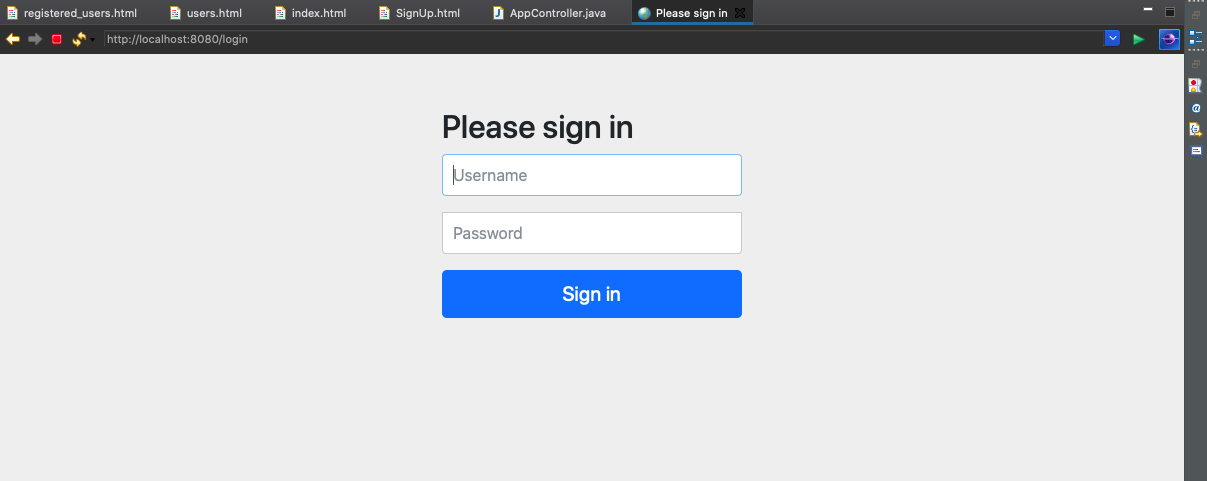 registered_users.html users.html index.html SignUp.html AppController.java Please sign in
http://localhost:8080/login
Please sign in
Username
Password
Sign in